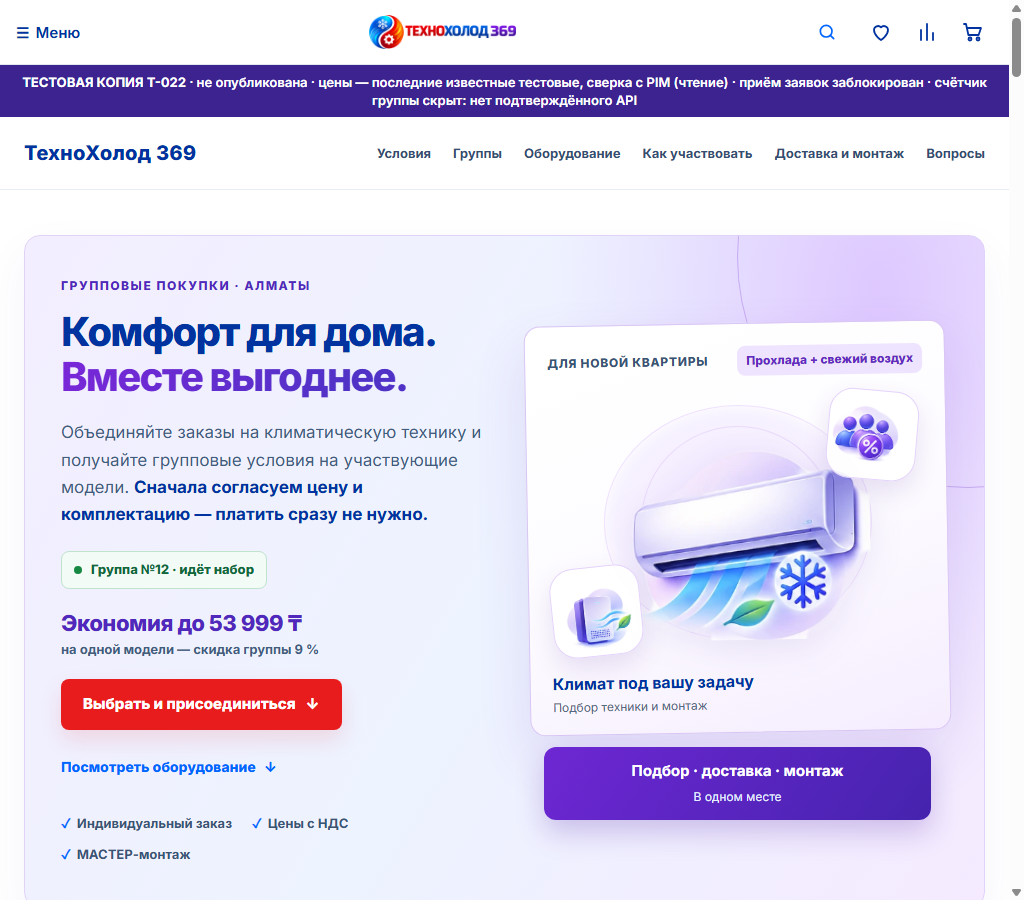 Меню
ТЕХНОХОЛОД 369
ТЕСТОВАЯ КОПИЯ T-022 · не опубликована · цены — последние известные тестовые, сверка с PIM (чтение) · приём заявок заблокирован · счётчик
группы скрыт: нет подтверждённого API
ТехноХолод 369
Условия
Группы
Оборудование
Как участвовать
Доставка и монтаж
Вопросы
ГРУППОВЫЕ ПОКУПКИ · АЛМАТЫ
Комфорт для дома.
Вместе выгоднее.
Объединяйте заказы на климатическую технику и
получайте групповые условия на участвующие
модели. Сначала согласуем цену и
комплектацию — платить сразу не нужно.
Группа №12 · идёт набор
Экономия до 53 999 ₸
на одной модели — скидка группы 9 %
Выбрать и присоединиться ↓
Посмотреть оборудование ↓
✓ Индивидуальный заказ
✓ Цены с НДС
✓ МАСТЕР-монтаж
ДЛЯ НОВОЙ КВАРТИРЫ
Прохлада + свежий воздух
%
Климат под вашу задачу
Подбор техники и монтаж
Подбор · доставка · монтаж
В одном месте